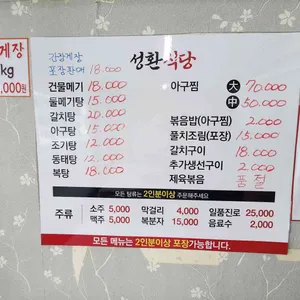 게장
kg
,000원
성환식당
간장게장
포장판매 18.000
건물메기 18.000
물메기탕 15.000
갈치탕 20.000
아구탕 15.000
조기탕 12.000
동태탕 12.000
복탕 18.000
아구찜 大 70.000
中 50.000
볶음밥(아구찜) 2.000
풀치조림(포장) 15.000
갈치구이 18.000
추가생선구이 2.000
제육볶음 품절
모든 탕류는 2인분이상 주문해주세요
주류
소주 5,000 막걸리 4,000 일품진로 25,000
맥주 5,000 복분자 15,000 음료수 2,000
모든 메뉴는 2인분이상 포장가능합니다.